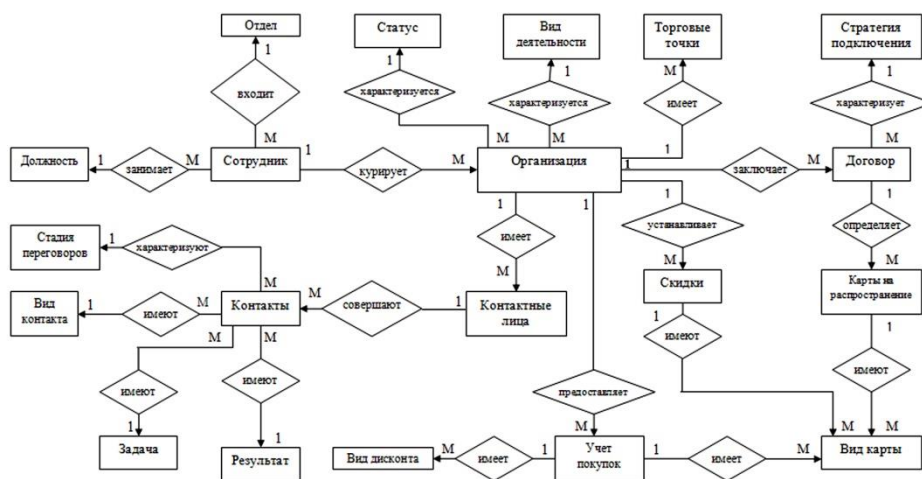 Отдел
Статус
Вид
деятельности
Торговые
точки
Стратегия
подключения
1
1
1
М
1
входит
характеризуется
характеризуется
имеет
характеризует
М
М
М
1
М
Должность
1
занимает
М
Сотрудник
1
курирует
М
Организация
1
заключает
М
Договор
1
1
1
1
имеет
устанавливает
определяет
Стадия
переговоров
1
характеризуют
М
М
М
М
Вид
контакта
1
имеют
М
Контакты
М
совершают
1
Контактные
лица
Скидки
Карты на
распространение
М
М
1
1
имеют
имеют
имеют
имеют
предоставляет
1
1
М
М
М
Задача
Результат
Вид дисконта
М
имеет
1
Учет
покупок
1
имеет
М
Вид карты